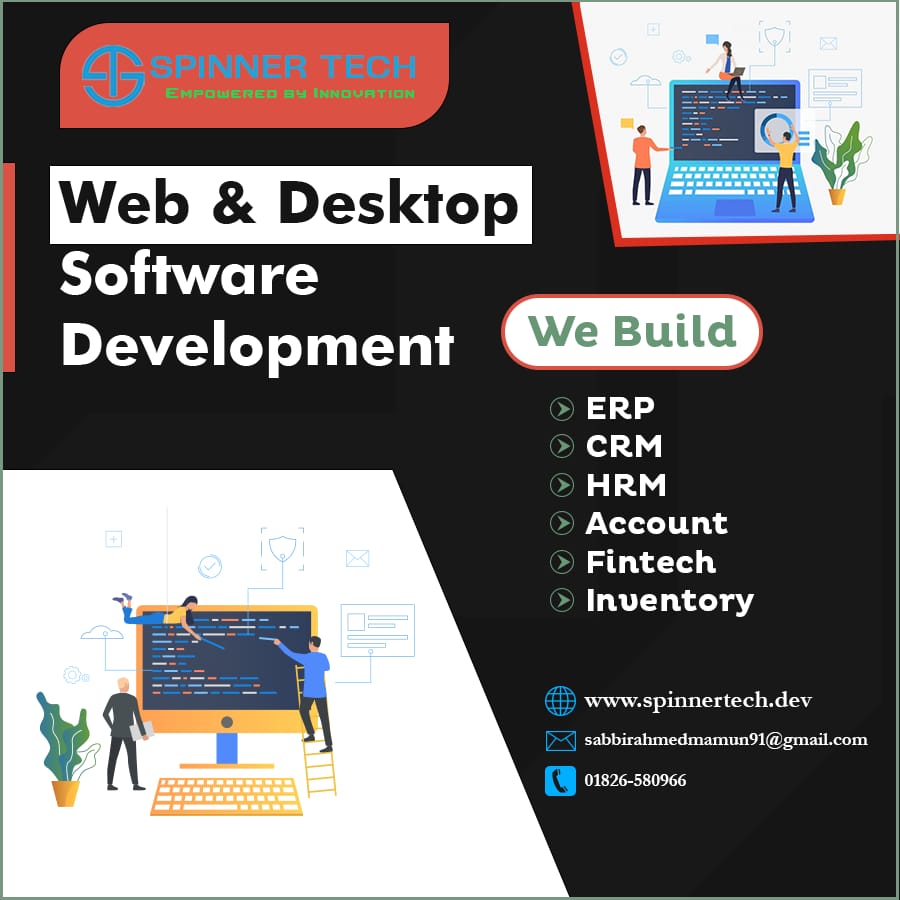 SPINNER TECH
Empowered by Innovation
Web & Desktop
Software
Development
We Build
ERP
CRM
HRM
Account
Fintech
Inventory
www.spinnertech.dev
sabbirahmedmamun91@gmail.com
01826-580966